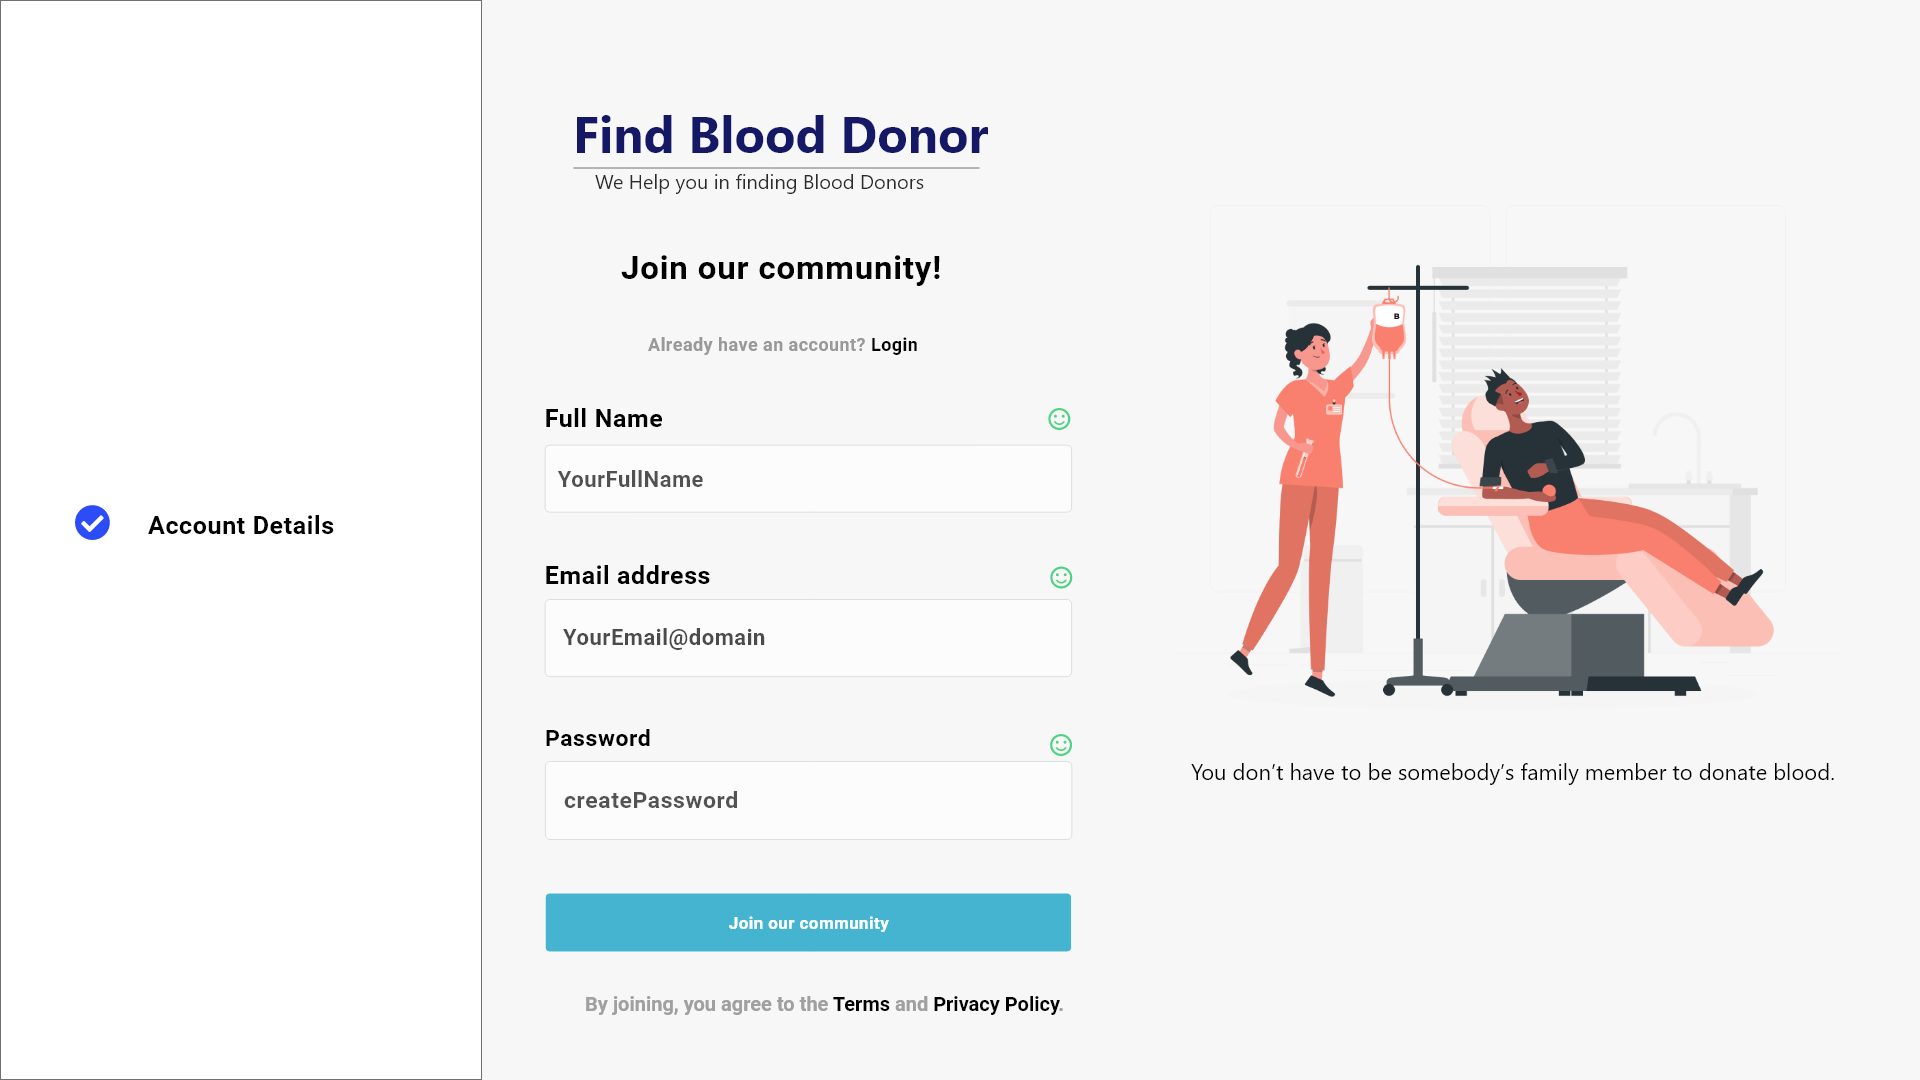 Account Details
Find Blood Donor
We Help you in finding Blood Donors
Join our community!
Already have an account? Login
Full Name
YourFullName
Email address
YourEmail@domain
Password
createPassword
Join our community
By joining, you agree to the Terms and Privacy Policy.
B
You don’t have to be somebody’s family member to donate blood.